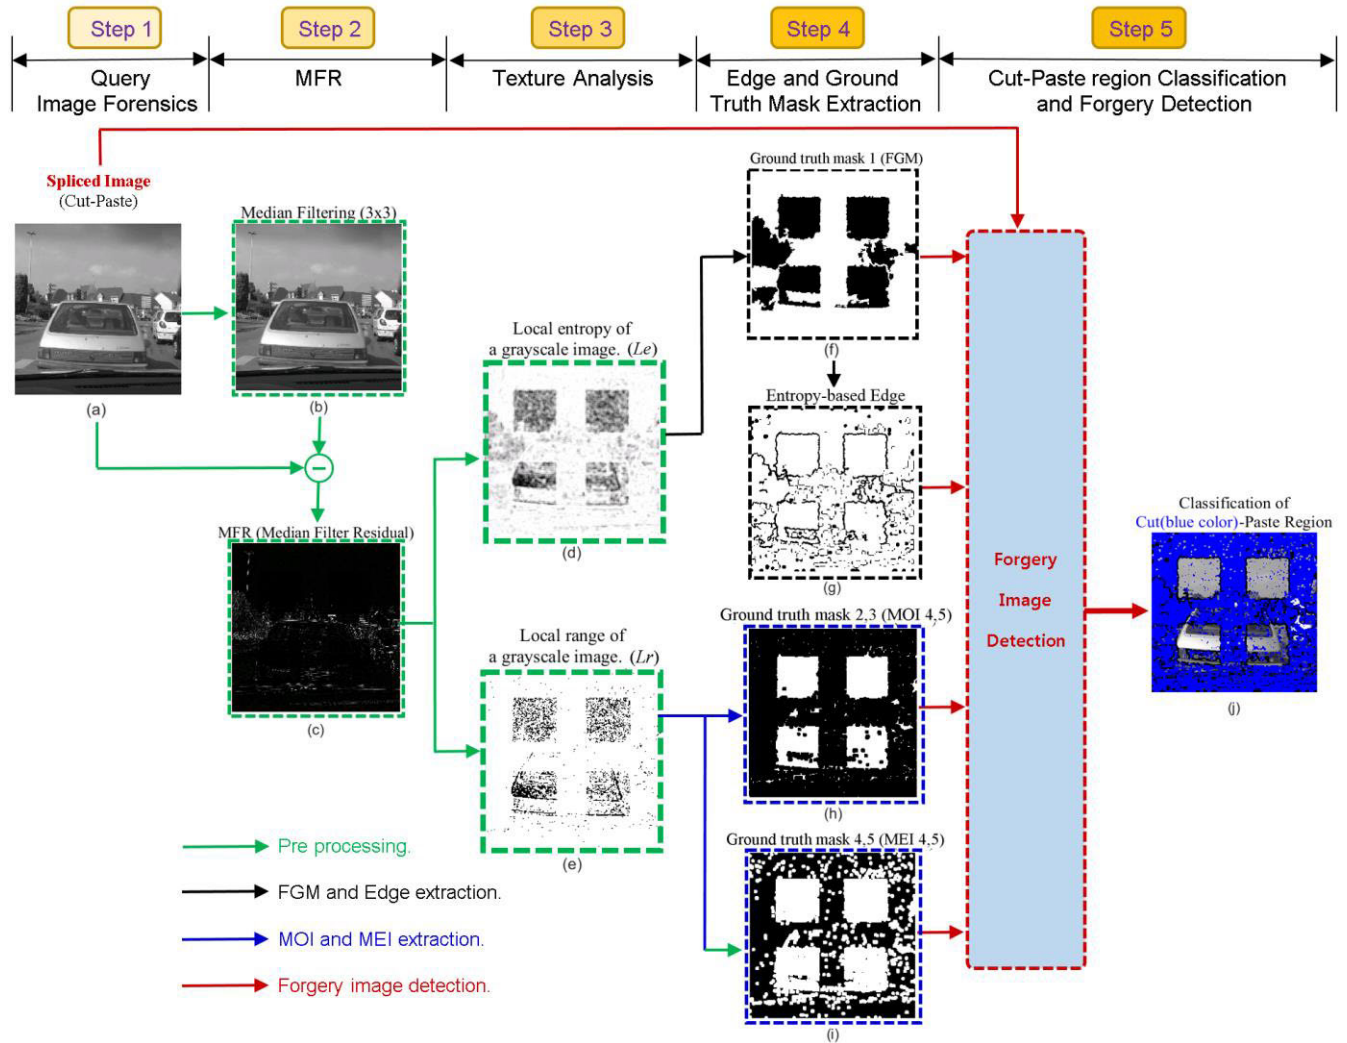 Step 1
Step 2
Step 3
Step 4
Step 5
Query
Image Forensics
MFR
Texture Analysis
Edge and Ground
Truth Mask Extraction
Cut-Paste region Classification
and Forgery Detection
Spliced Image
(Cut-Paste)
(a)
Median Filtering (3x3)
(b)
MFR (Median Filter Residual)
(c)
Local entropy of
a grayscale image. (Le)
(d)
Local range of
a grayscale image. (Lr)
(e)
Ground truth mask 1 (FGM)
(f)
Entropy-based Edge
(g)
Ground truth mask 2,3 (MOI 4,5)
(h)
Ground truth mask 4,5 (MEI 4,5)
(i)
Forgery
Image
Detection
Classification of
Cut(blue color)-Paste Region
(j)
Pre processing.
FGM and Edge extraction.
MOI and MEI extraction.
Forgery image detection.